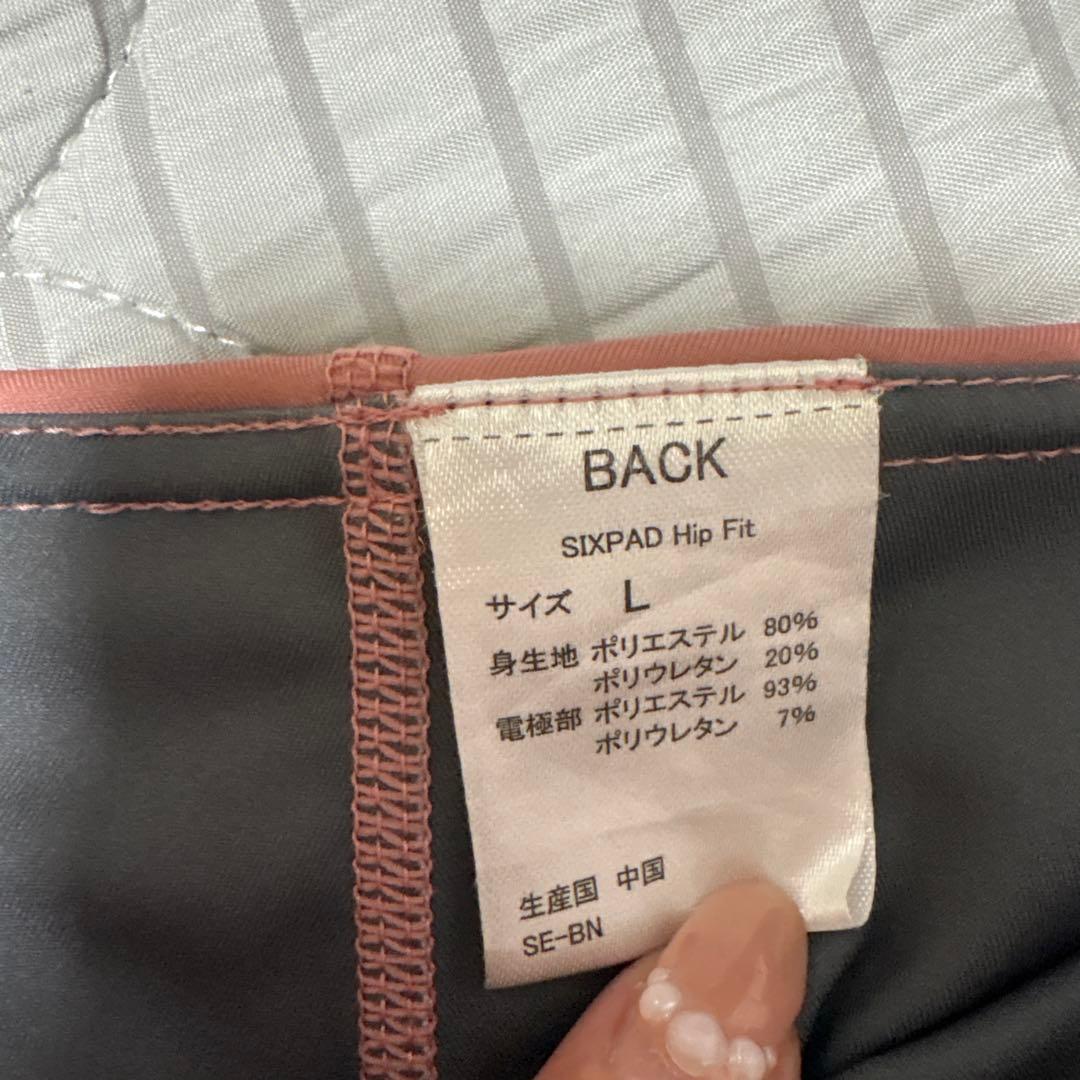 BACK
SIXPAD Hip Fit
サイズ L
身生地 ポリエステル 80%
ポリウレタン 20%
電極部 ポリエステル 93%
ポリウレタン 7%
生産国 中国
SE-BN